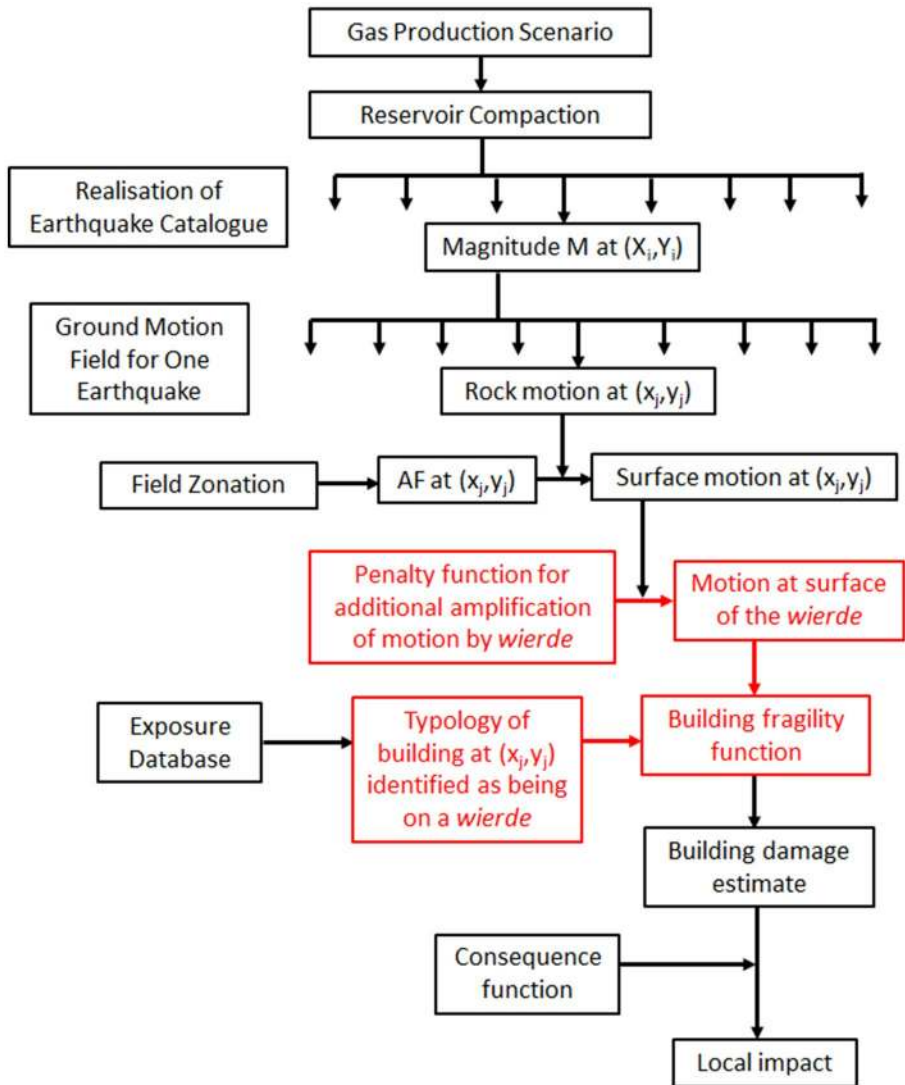 Gas Production Scenario
Reservoir Compaction
Realisation of
Earthquake Catalogue
Magnitude M at (Xᵢ,Yᵢ)
Ground Motion
Field for One
Earthquake
Rock motion at (xⱼ,yⱼ)
Field Zonation
AF at (xⱼ,yⱼ)
Surface motion at (xⱼ,yⱼ)
Penalty function for
additional amplification
of motion by wierde
Motion at surface
of the wierde
Exposure
Database
Typology of
building at (xⱼ,yⱼ)
identified as being
on a wierde
Building fragility
function
Building damage
estimate
Consequence
function
Local impact